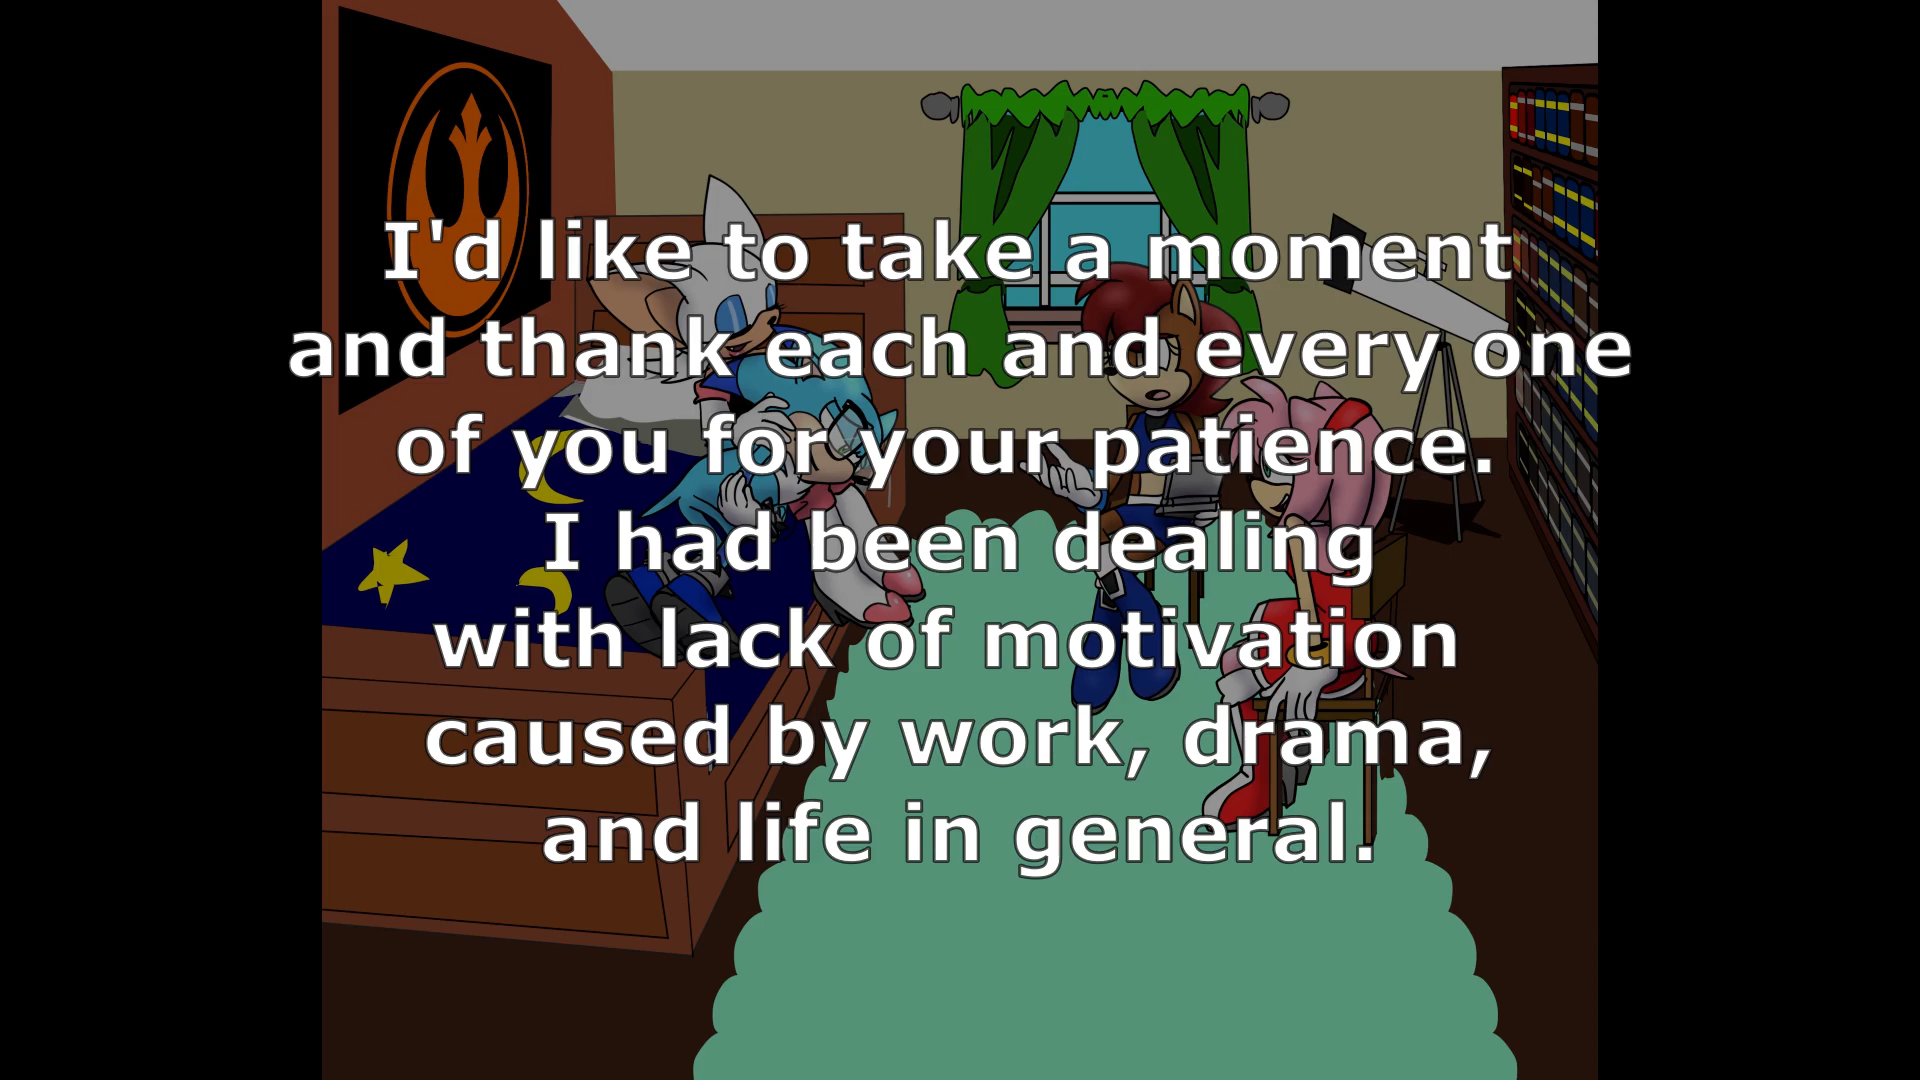 I'd like to take a moment
and thank each and every one
of you for your patience.
I had been dealing
with lack of motivation
caused by work, drama,
and life in general.